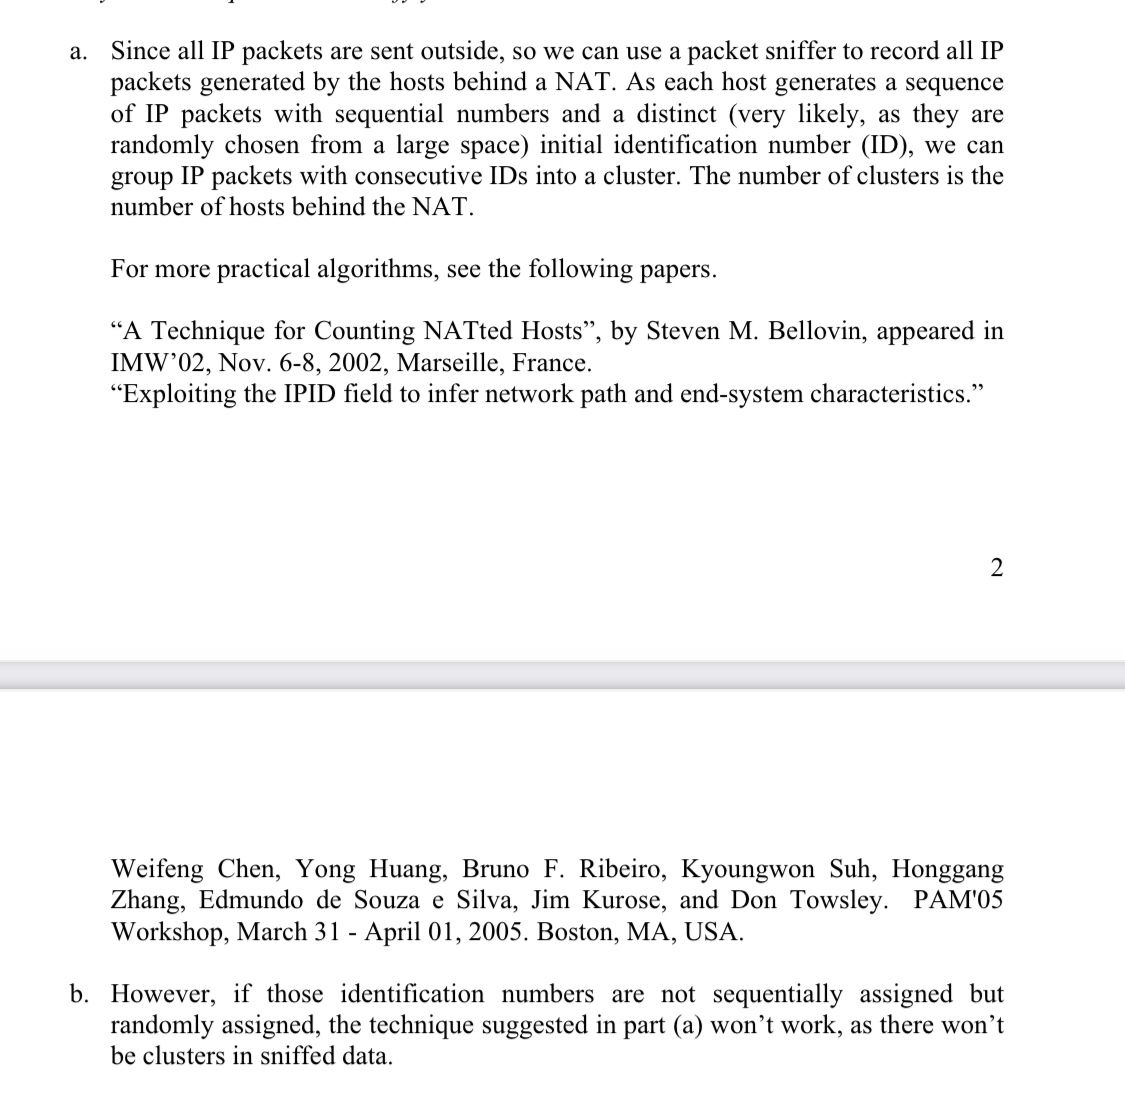 a. Since all IP packets are sent outside, so we can use a packet sniffer to record all IP
packets generated by the hosts behind a NAT. As each host generates a sequence
of IP packets with sequential numbers and a distinct (very likely, as they are
randomly chosen from a large space) initial identification number (ID), we can
group IP packets with consecutive IDs into a cluster. The number of clusters is the
number of hosts behind the NAT.
For more practical algorithms, see the following papers.
“A Technique for Counting NATted Hosts”, by Steven M. Bellovin, appeared in
IMW’02, Nov. 6-8, 2002, Marseille, France.
“Exploiting the IPID field to infer network path and end-system characteristics.”
2
Weifeng Chen, Yong Huang, Bruno F. Ribeiro, Kyoungwon Suh, Honggang
Zhang, Edmundo de Souza e Silva, Jim Kurose, and Don Towsley. PAM'05
Workshop, March 31 - April 01, 2005. Boston, MA, USA.
b. However, if those identification numbers are not sequentially assigned but
randomly assigned, the technique suggested in part (a) won’t work, as there won’t
be clusters in sniffed data.